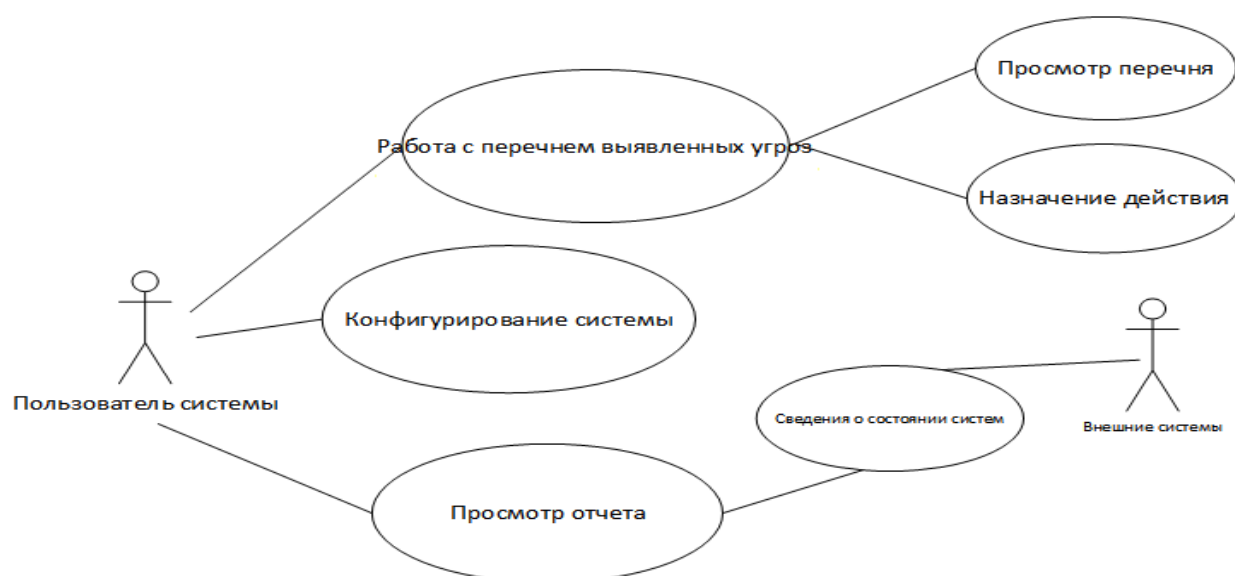 Просмотр перечня
Работа с перечнем выявленных угроз
Назначение действия
Конфигурирование системы
Пользователь системы
Сведения о состоянии систем
Внешние системы
Просмотр отчета